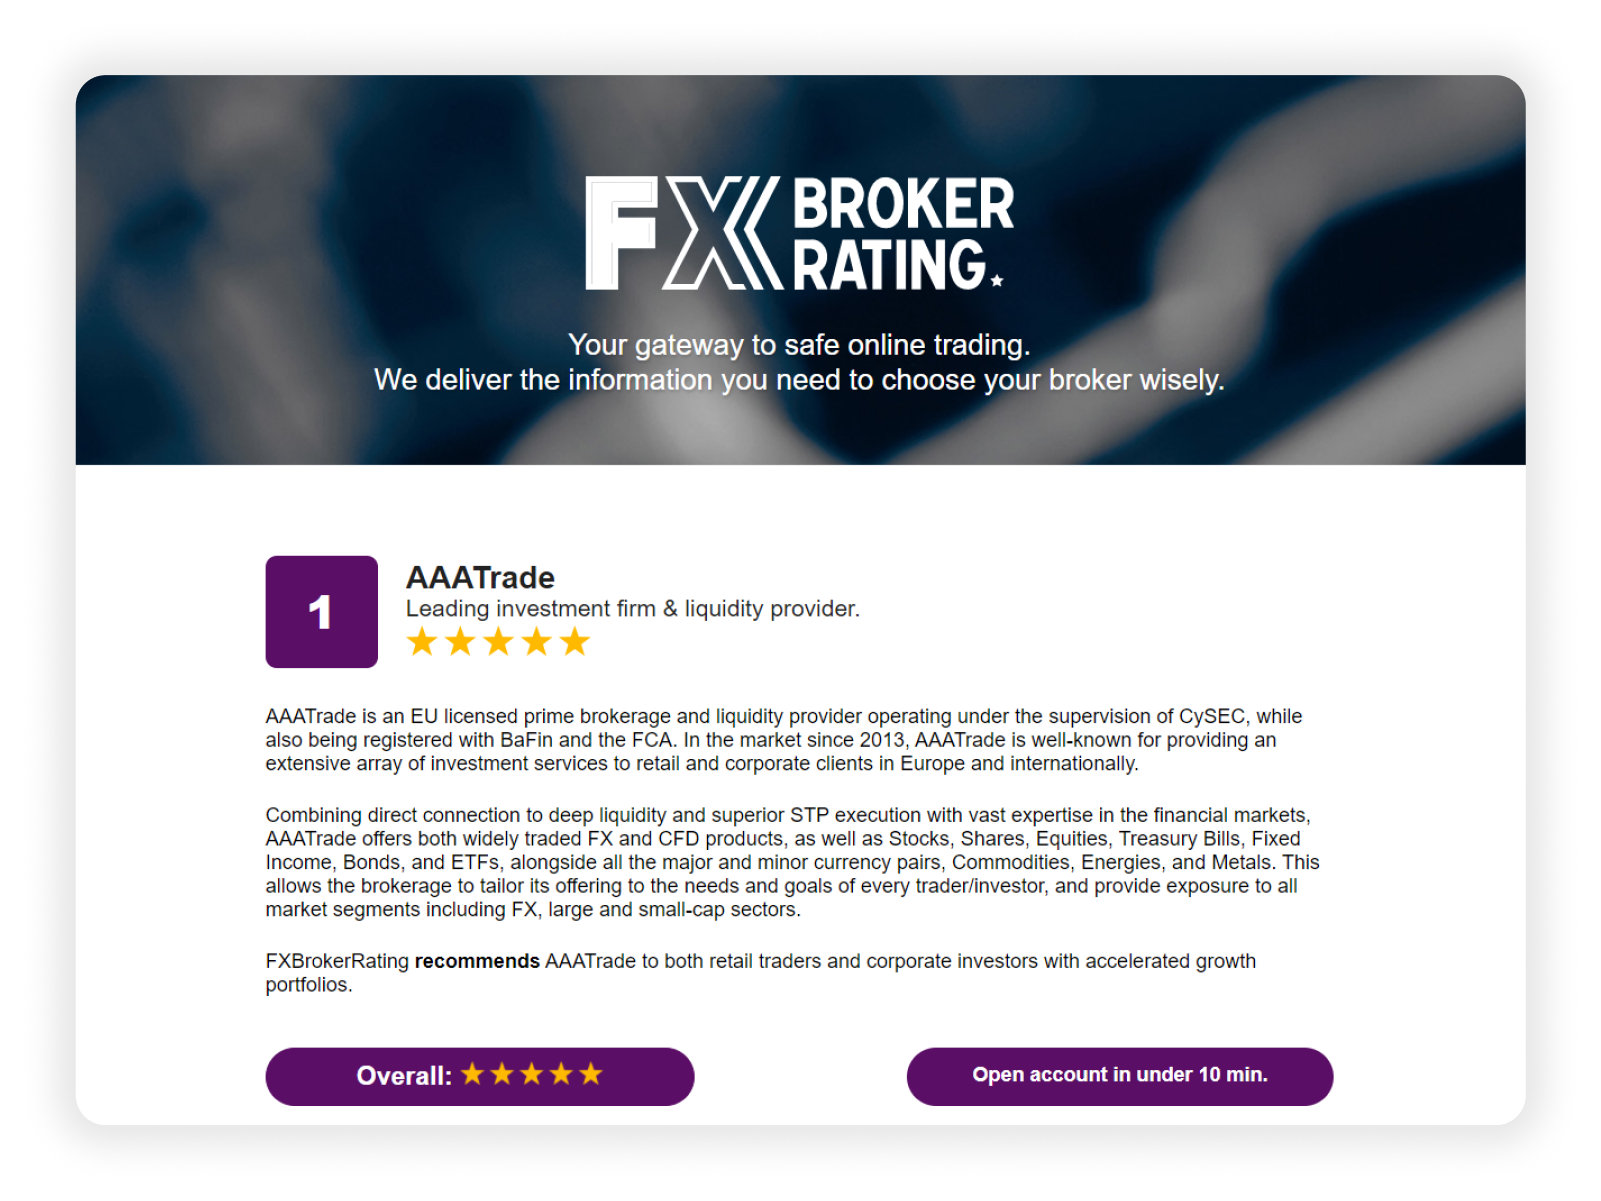 FX BROKER
RATING.
Your gateway to safe online trading.
We deliver the information you need to choose your broker wisely.
1
AAATrade
Leading investment firm & liquidity provider.
AAATrade is an EU licensed prime brokerage and liquidity provider operating under the supervision of CySEC, while
also being registered with BaFin and the FCA. In the market since 2013, AAATrade is well-known for providing an
extensive array of investment services to retail and corporate clients in Europe and internationally.
Combining direct connection to deep liquidity and superior STP execution with vast expertise in the financial markets,
AAATrade offers both widely traded FX and CFD products, as well as Stocks, Shares, Equities, Treasury Bills, Fixed
Income, Bonds, and ETFs, alongside all the major and minor currency pairs, Commodities, Energies, and Metals. This
allows the brokerage to tailor its offering to the needs and goals of every trader/investor, and provide exposure to all
market segments including FX, large and small-cap sectors.
FXBrokerRating recommends AAATrade to both retail traders and corporate investors with accelerated growth
portfolios.
Overall:
Open account in under 10 min.